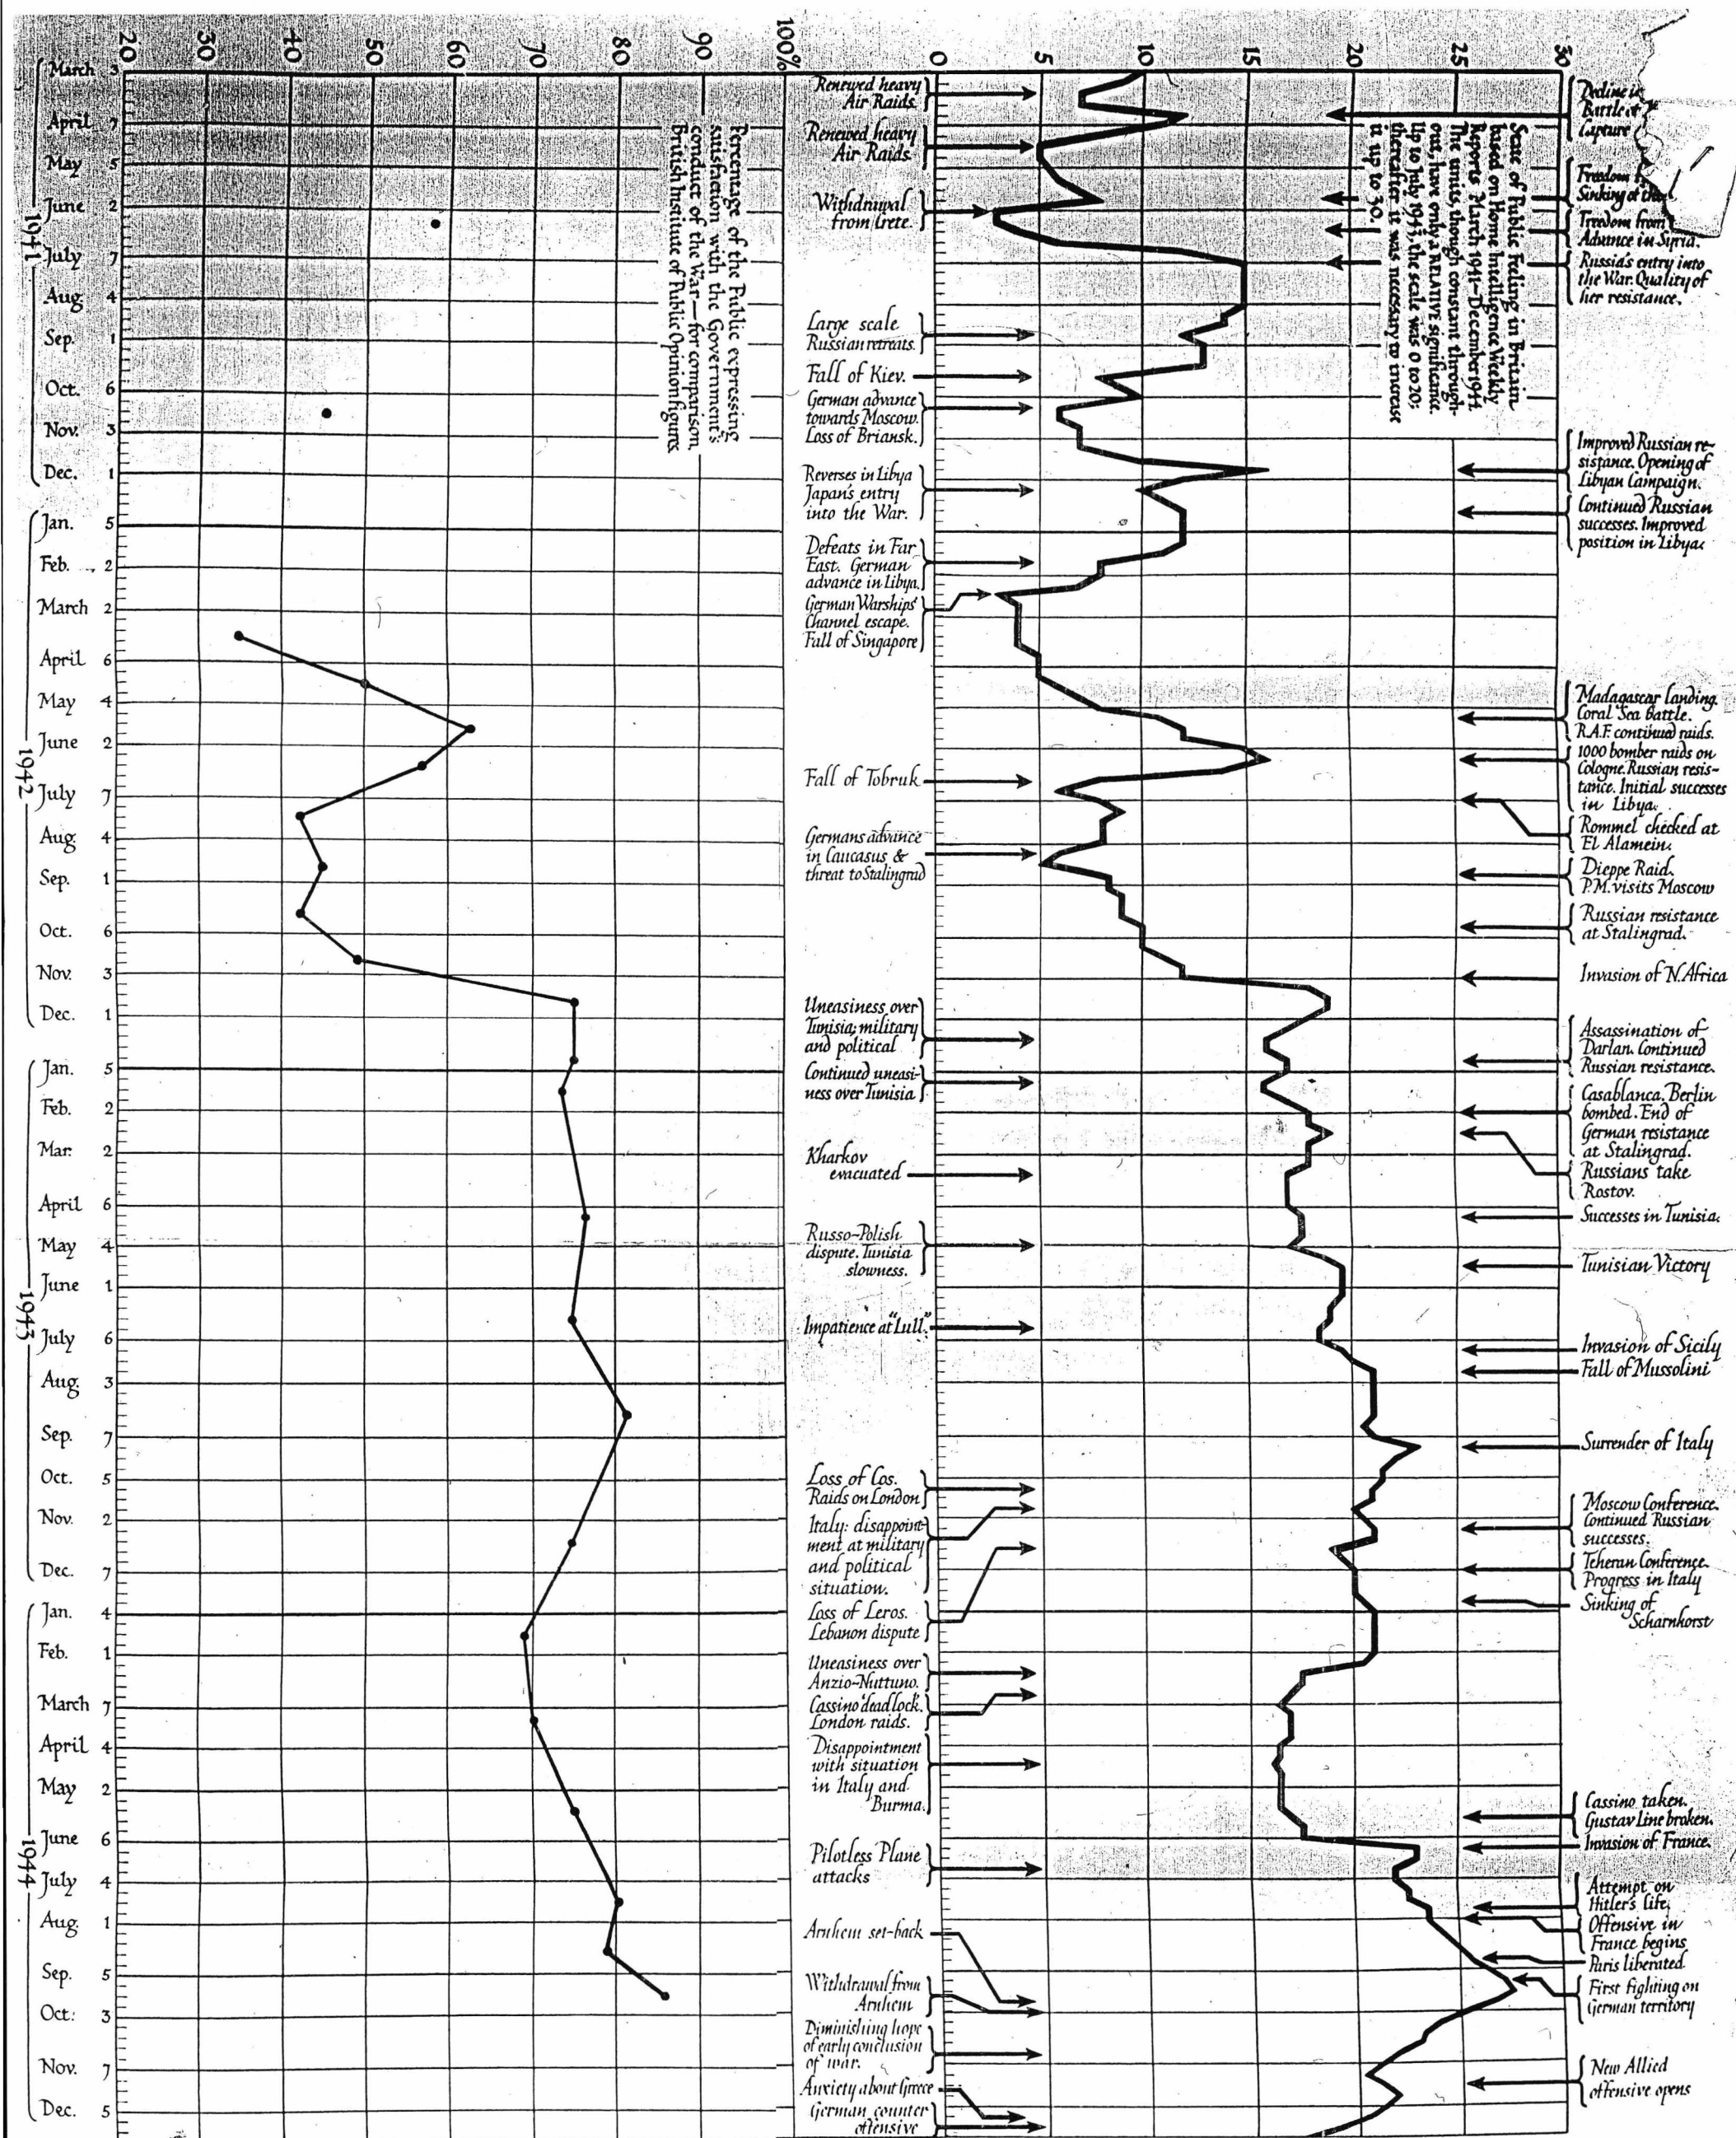 20 30 40 50 60 70 80 90 100%
0 5 10 15 20 25 30
Percentage of the Public expressing
satisfaction with the Government's
conduct of the War—for comparison.
British Institute of Public Opinion figures
Scale of Public Feeling in Britain
based on Home Intelligence Weekly
Reports March 1941–December 1944
The units, though constant through-
out, have only a RELATIVE significance.
Up to July 1943, the scale was 0 to 20;
thereafter it was necessary to increase
it up to 30.
1941
March 3
April 7
May 5
June 2
July 7
Aug 4
Sep. 1
Oct. 6
Nov. 3
Dec. 1
1942
Jan. 5
Feb. 2
March 2
April 6
May 4
June 2
July 7
Aug. 4
Sep. 1
Oct. 6
Nov. 3
Dec. 1
1943
Jan. 5
Feb. 2
Mar. 2
April 6
May 4
June 1
July 6
Aug 3
Sep. 7
Oct. 5
Nov. 2
Dec. 7
1944
Jan. 4
Feb. 1
March 7
April 4
May 2
June 6
July 4
Aug 1
Sep. 5
Oct. 3
Nov. 7
Dec. 5
Renewed heavy
Air Raids.
Renewed heavy
Air Raids.
Withdrawal
from Crete.
Large scale
Russian retreats.
Fall of Kiev.
German advance
towards Moscow.
Loss of Briansk.
Reverses in Libya
Japan's entry
into the War.
Defeats in Far
East. German
advance in Libya.
German Warships'
Channel escape.
Fall of Singapore
Fall of Tobruk
Germans advance
in Caucasus &
threat to Stalingrad
Uneasiness over
Tunisia; military
and political
Continued uneasi-
ness over Tunisia
Kharkov
evacuated
Russo-Polish
dispute. Tunisia
slowness.
Impatience at "Lull".
Loss of Cos.
Raids on London
Italy: disappoint-
ment at military
and political
situation.
Loss of Leros.
Lebanon dispute
Uneasiness over
Anzio-Nuttuno.
Cassino "deadlock".
London raids.
Disappointment
with situation
in Italy and
Burma.
Pilotless Plane
attacks
Arnhem set-back
Withdrawal from
Arnhem
Diminishing hope
of early conclusion
of war.
Anxiety about Greece
German counter
offensive
Decline in
Battle of
Capture
Freedom
Sinking of the
Freedom from
Advance in Syria.
Russia's entry into
the War. Quality of
her resistance.
Improved Russian re-
sistance. Opening of
Libyan Campaign.
Continued Russian
successes. Improved
position in Libya.
Madagascar landing.
Coral Sea battle.
R.A.F. continued raids.
1000 bomber raids on
Cologne. Russian resis-
tance. Initial successes
in Libya.
Rommel checked at
El Alamein.
Dieppe Raid.
P.M. visits Moscow
Russian resistance
at Stalingrad.
Invasion of N. Africa
Assassination of
Darlan. Continued
Russian resistance.
Casablanca. Berlin
bombed. End of
German resistance
at Stalingrad.
Russians take
Rostov.
Successes in Tunisia.
Tunisian Victory
Invasion of Sicily
Fall of Mussolini
Surrender of Italy
Moscow Conference.
Continued Russian
successes.
Teheran Conference.
Progress in Italy
Sinking of
Scharnhorst
Cassino taken.
Gustav Line broken.
Invasion of France.
Attempt on
Hitler's life.
Offensive in
France begins
Paris liberated
First fighting on
German territory
New Allied
offensive opens